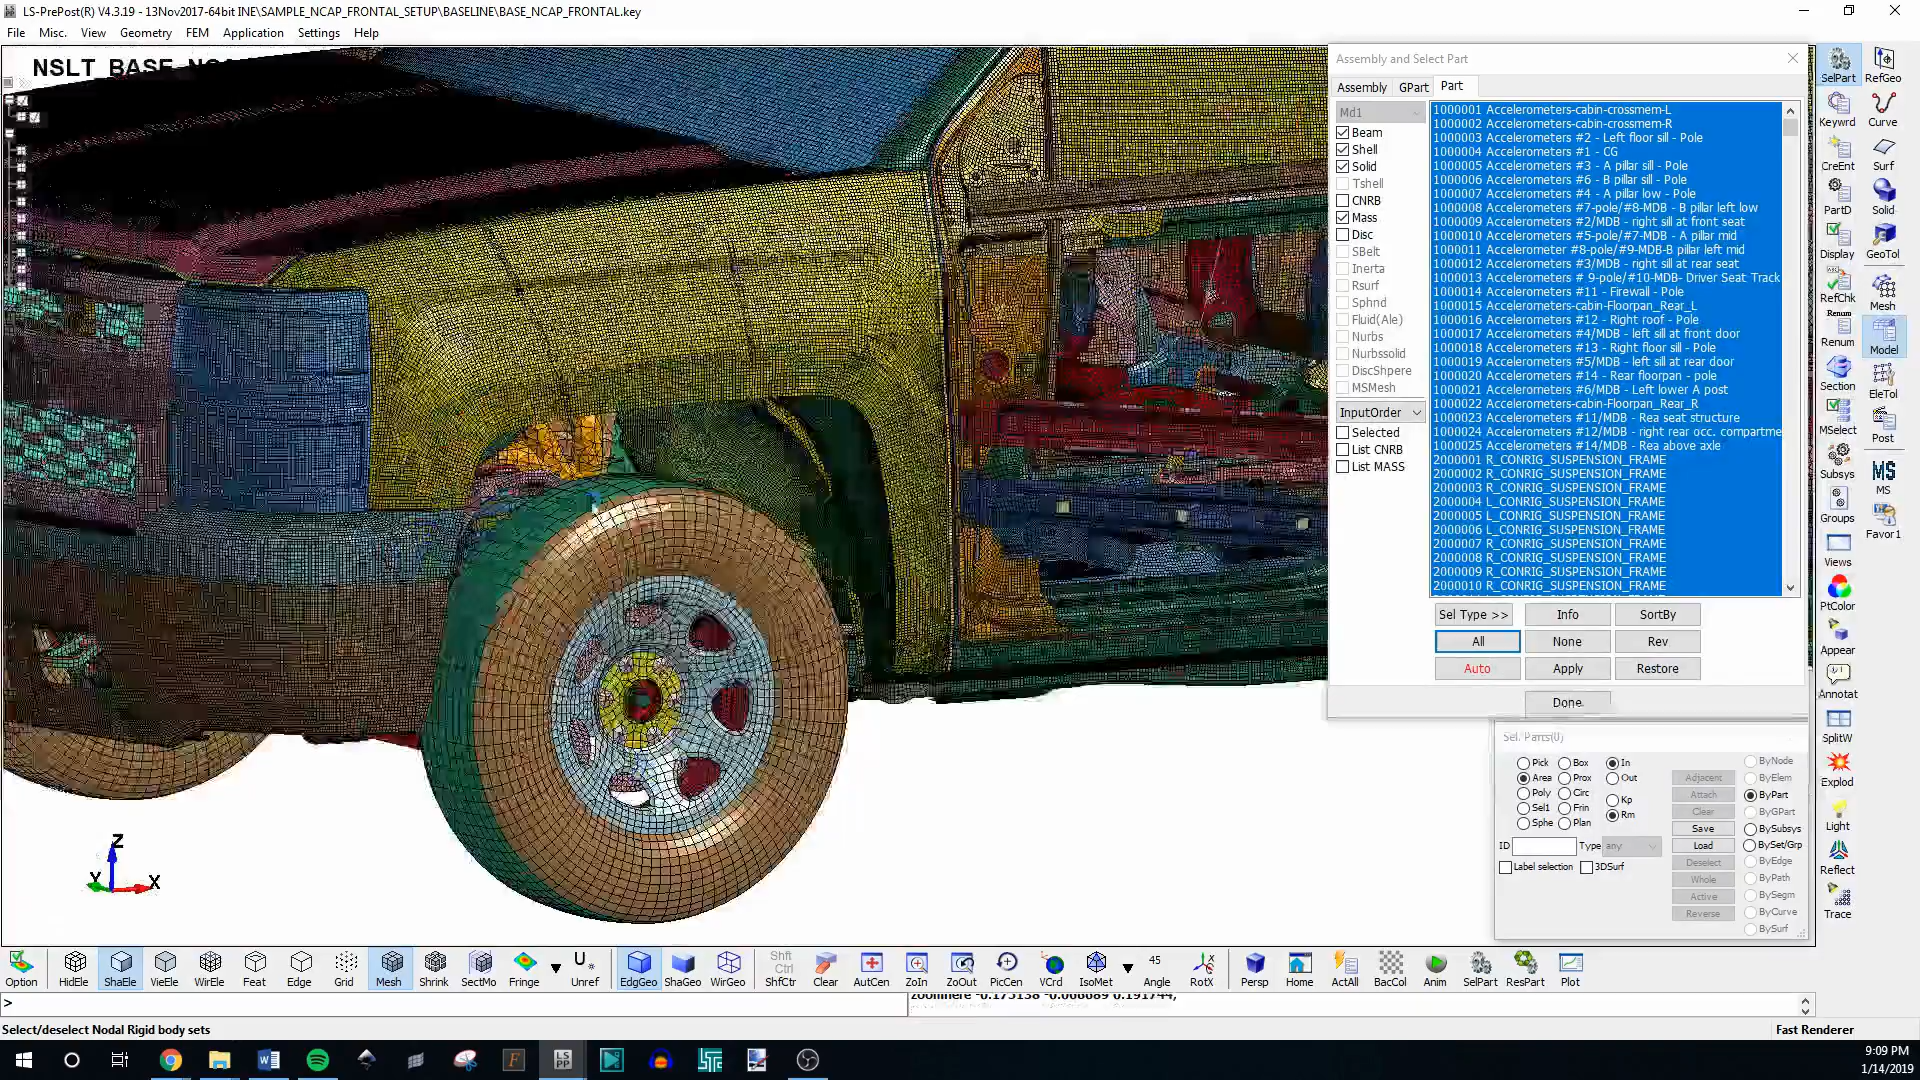 LS-PrePost(R) V4.3.19 - 13Nov2017-64bit INE\SAMPLE_NCAP_FRONTAL_SETUP\BASELINE\BASE_NCAP_FRONTAL.key
File Misc. View Geometry FEM Application Settings Help
NSLT BASE
Assembly and Select Part
Assembly GPart Part
Md1
Beam
Shell
Solid
Tshell
CNRB
Mass
Disc
SBelt
Inerta
Rsurf
Sphnd
Fluid(Ale)
Nurbs
Nurbssolid
DiscShpere
MSMesh
InputOrder
Selected
List CNRB
List MASS
1000001 Accelerometers-cabin-crossmem-L
1000002 Accelerometers-cabin-crossmem-R
1000003 Accelerometers #2 - Left floor sill - Pole
1000004 Accelerometers #1 - CG
1000005 Accelerometers #3 - A pillar sill - Pole
1000006 Accelerometers #6 - B pillar sill - Pole
1000007 Accelerometers #4 - A pillar low - Pole
1000008 Accelerometers #7-pole/#8-MDB - B pillar left low
1000009 Accelerometers #2/MDB - right sill at front seat
1000010 Accelerometers #5-pole/#7-MDB - A pillar mid
1000011 Accelerometer #8-pole/#9-MDB-B pillar left mid
1000012 Accelerometers #3/MDB - right sill at rear seat
1000013 Accelerometers # 9-pole/#10-MDB- Driver Seat Track
1000014 Accelerometers #11 - Firewall - Pole
1000015 Accelerometers-cabin-Floorpan_Rear_L
1000016 Accelerometers #12 - Right roof - Pole
1000017 Accelerometers #4/MDB - left sill at front door
1000018 Accelerometers #13 - Right floor sill - Pole
1000019 Accelerometers #5/MDB - left sill at rear door
1000020 Accelerometers #14 - Rear floorpan - pole
1000021 Accelerometers #6/MDB - Left lower A post
1000022 Accelerometers-cabin-Floorpan_Rear_R
1000023 Accelerometers #11/MDB - Rea seat structure
1000024 Accelerometers #12/MDB - right rear occ. compartme
1000025 Accelerometers #14/MDB - Rea above axle
2000001 R_CONRIG_SUSPENSION_FRAME
2000002 R_CONRIG_SUSPENSION_FRAME
2000003 R_CONRIG_SUSPENSION_FRAME
2000004 L_CONRIG_SUSPENSION_FRAME
2000005 L_CONRIG_SUSPENSION_FRAME
2000006 L_CONRIG_SUSPENSION_FRAME
2000007 R_CONRIG_SUSPENSION_FRAME
2000008 R_CONRIG_SUSPENSION_FRAME
2000009 R_CONRIG_SUSPENSION_FRAME
2000010 R_CONRIG_SUSPENSION_FRAME
Sel Type >> Info SortBy
All None Rev
Auto Apply Restore
Done.
Sel. Parts(0)
Pick Box In ByNode
Area Prox Out Adjacent ByElem
Poly Circ Attach ByPart
Sel1 Frin Kp Clear ByGPart
Sphe Plan Rm Save BySubsys
ID Type any Load BySet/Grp
Label selection 3DSurf Deselect ByEdge
Whole ByPath
Active BySegm
Reverse ByCurve
BySurf
SelPart RefGeo
Keywrd Curve
CreEnt Surf
PartD Solid
Display GeoTol
RefChk Mesh
Renum
Renum Model
Section EleTol
MSelect Post
Subsys MS
MS
Groups Favor1
Views
PtColor
Appear
Annotat
SplitW
Explod
Light
Reflect
Trace
Z
Y X
Option HidEle ShaEle VieEle WirEle Feat Edge Grid Mesh Shrink SectMo Fringe U Unref EdgGeo ShaGeo WirGeo Shft Ctrl ShfCtr Clear AutCen ZoIn ZoOut PicCen VCrd IsoMet 45 Angle RotX Persp Home ActAll BacCol Anim SelPart ResPart Plot
>
zoomhere -0.175138 -0.066689 0.191744;
Select/deselect Nodal Rigid body sets
Fast Renderer
LS PP
9:09 PM
1/14/2019